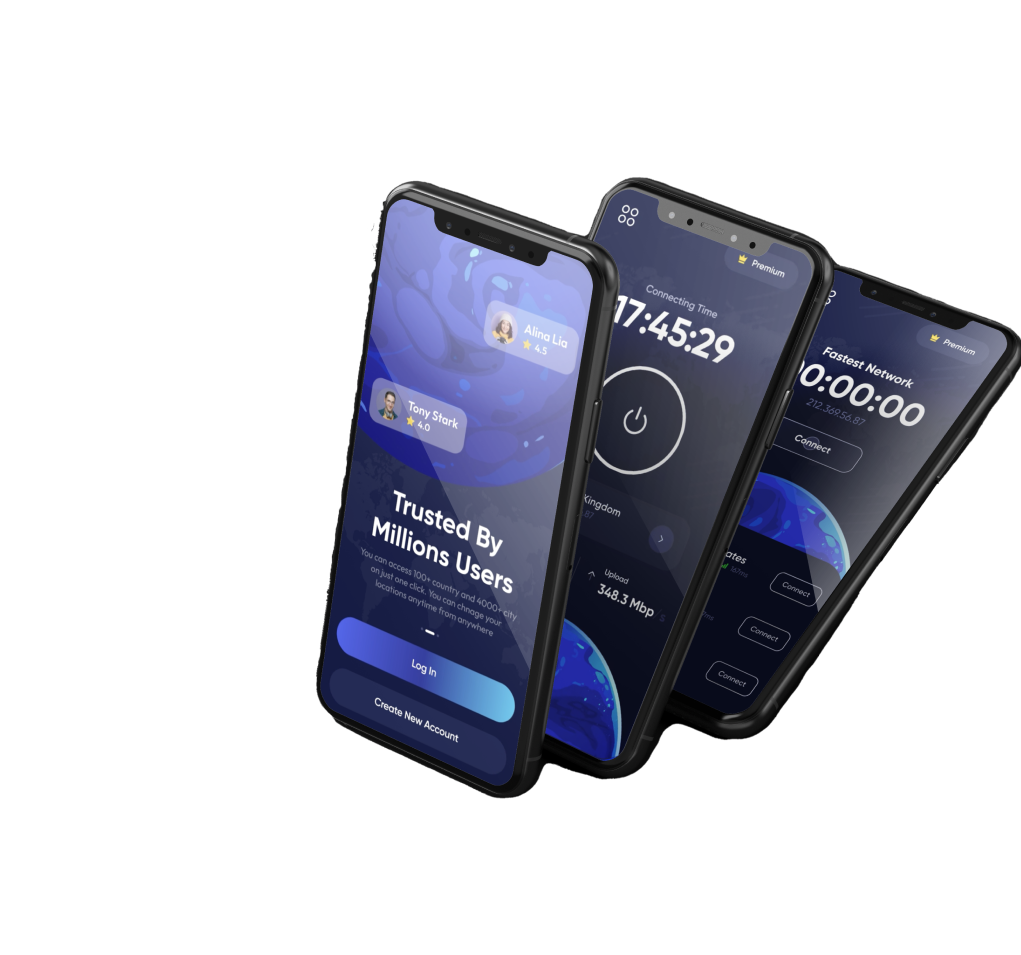 Alina Lia
4.5
Tony Stark
4.0
Trusted By
Millions Users
You can access 100+ country and 4000+ city
on just one click. You can chnage your
locations anytime from anywhere
Log In
Create New Account
Premium
Connecting Time
17:45:29
Kingdom
Upload
348.3 Mbp
Premium
Fastest Network
00:00:00
212.369.56.87
Connect
ates
Connect
Connect
Connect